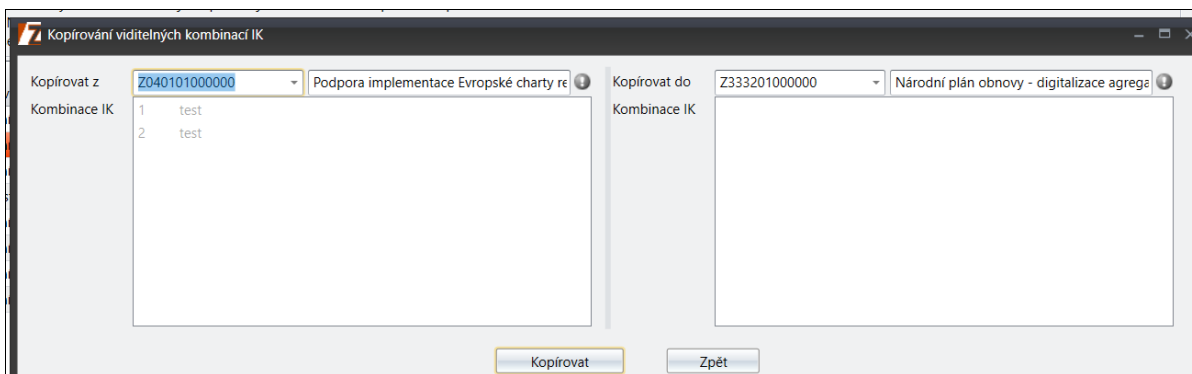 Kopírování viditelných kombinací IK
Kopírovat z Z040101000000 Podpora implementace Evropské charty re
Kombinace IK
1 test
2 test
Kopírovat do Z333201000000 Národní plán obnovy - digitalizace agrega
Kombinace IK
Kopírovat Zpět